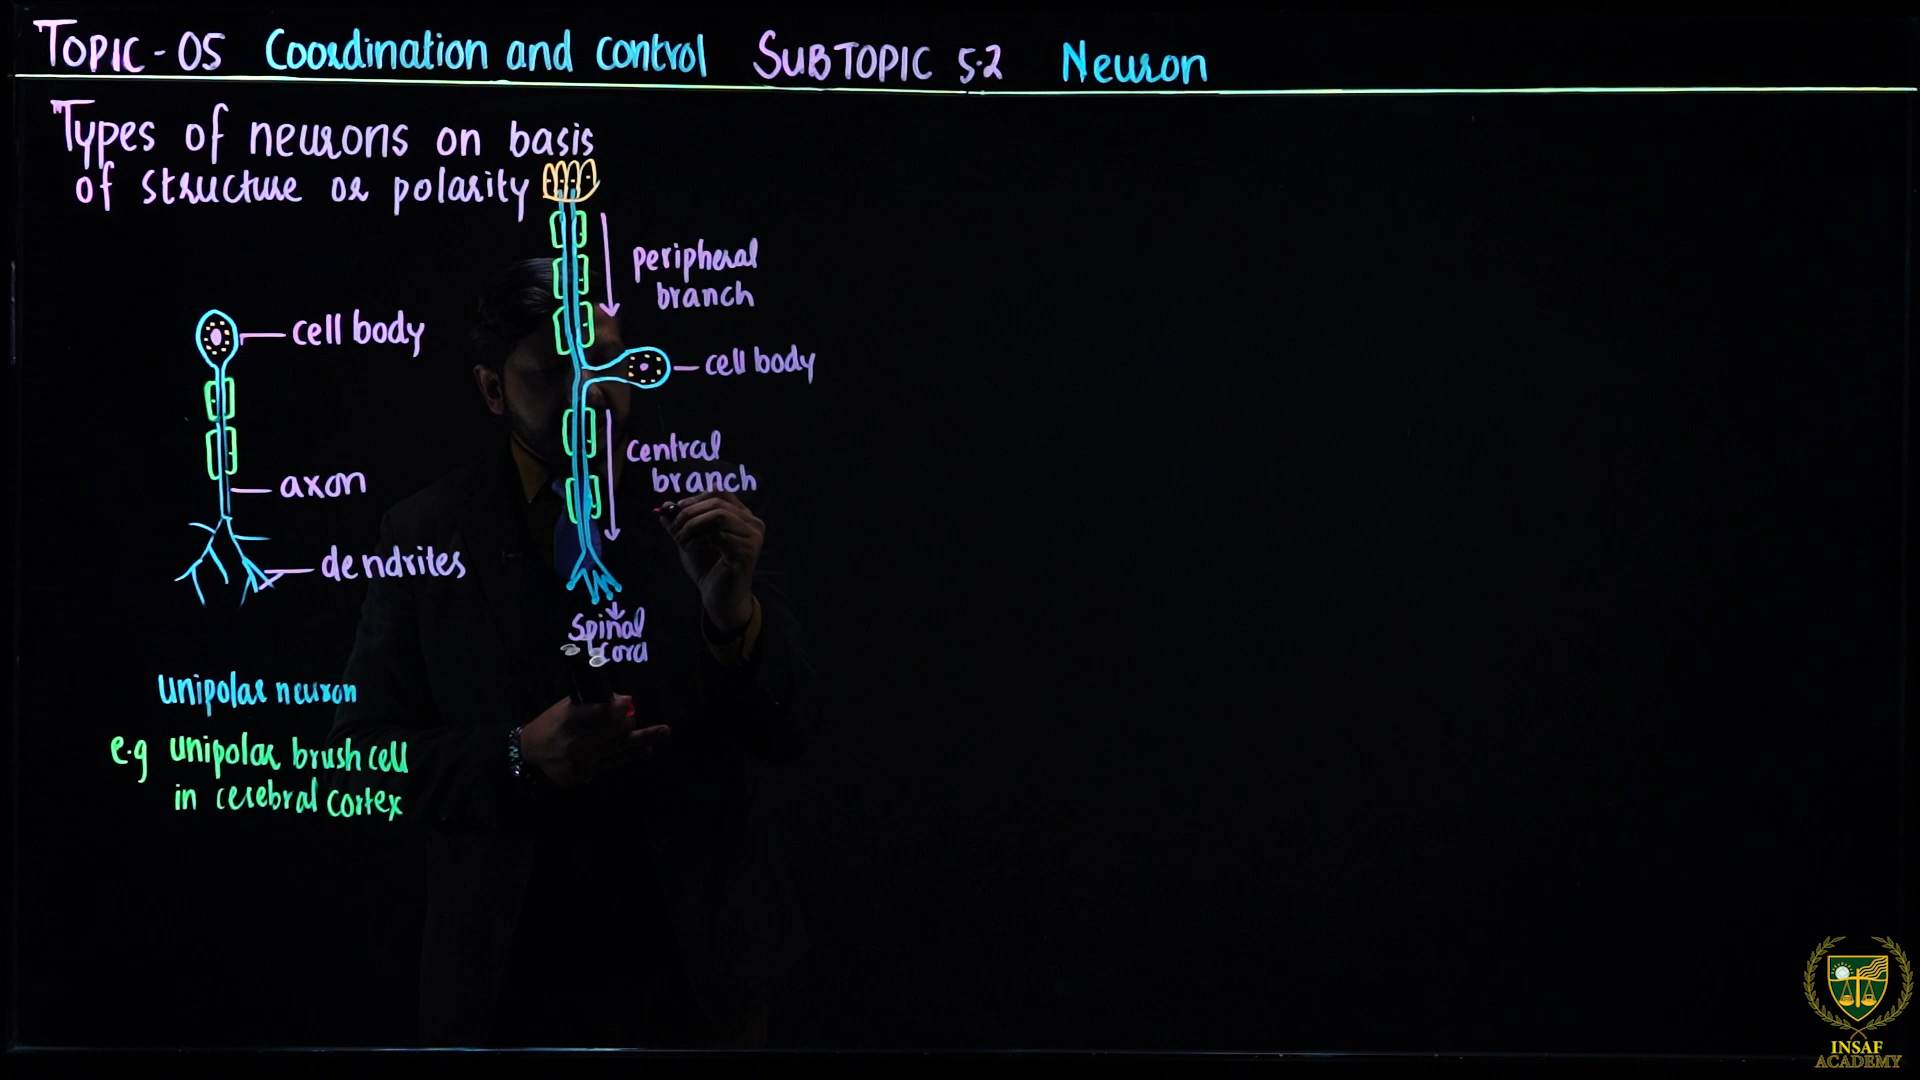 TOPIC - 05 Coordination and control SUBTOPIC 5.2 Neuron
Types of neurons on basis
of structure or polarity
peripheral
branch
cell body
cell body
central
branch
axon
dendrites
Spinal
cord
unipolar neuron
e.g unipolar brush cell
in cerebral cortex
INSAF
ACADEMY